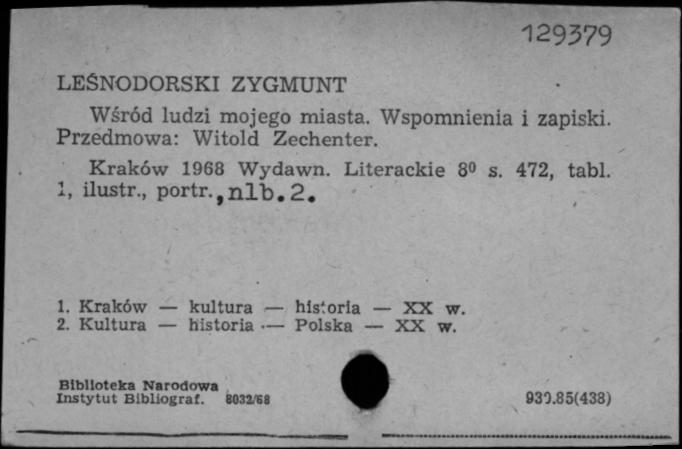 129379
LEŚNODORSKI ZYGMUNT
Wśród ludzi mojego miasta. Wspomnienia i zapiski.
Przedmowa: Witold Zechenter.
Kraków 1968 Wydawn. Literackie 8⁰ s. 472, tabl.
1, ilustr., portr., nlb. 2.
1. Kraków — kultura — historia — XX w.
2. Kultura — historia — Polska — XX w.
Biblioteka Narodowa
Instytut Bibliograf. 8032/68 930.85(438)